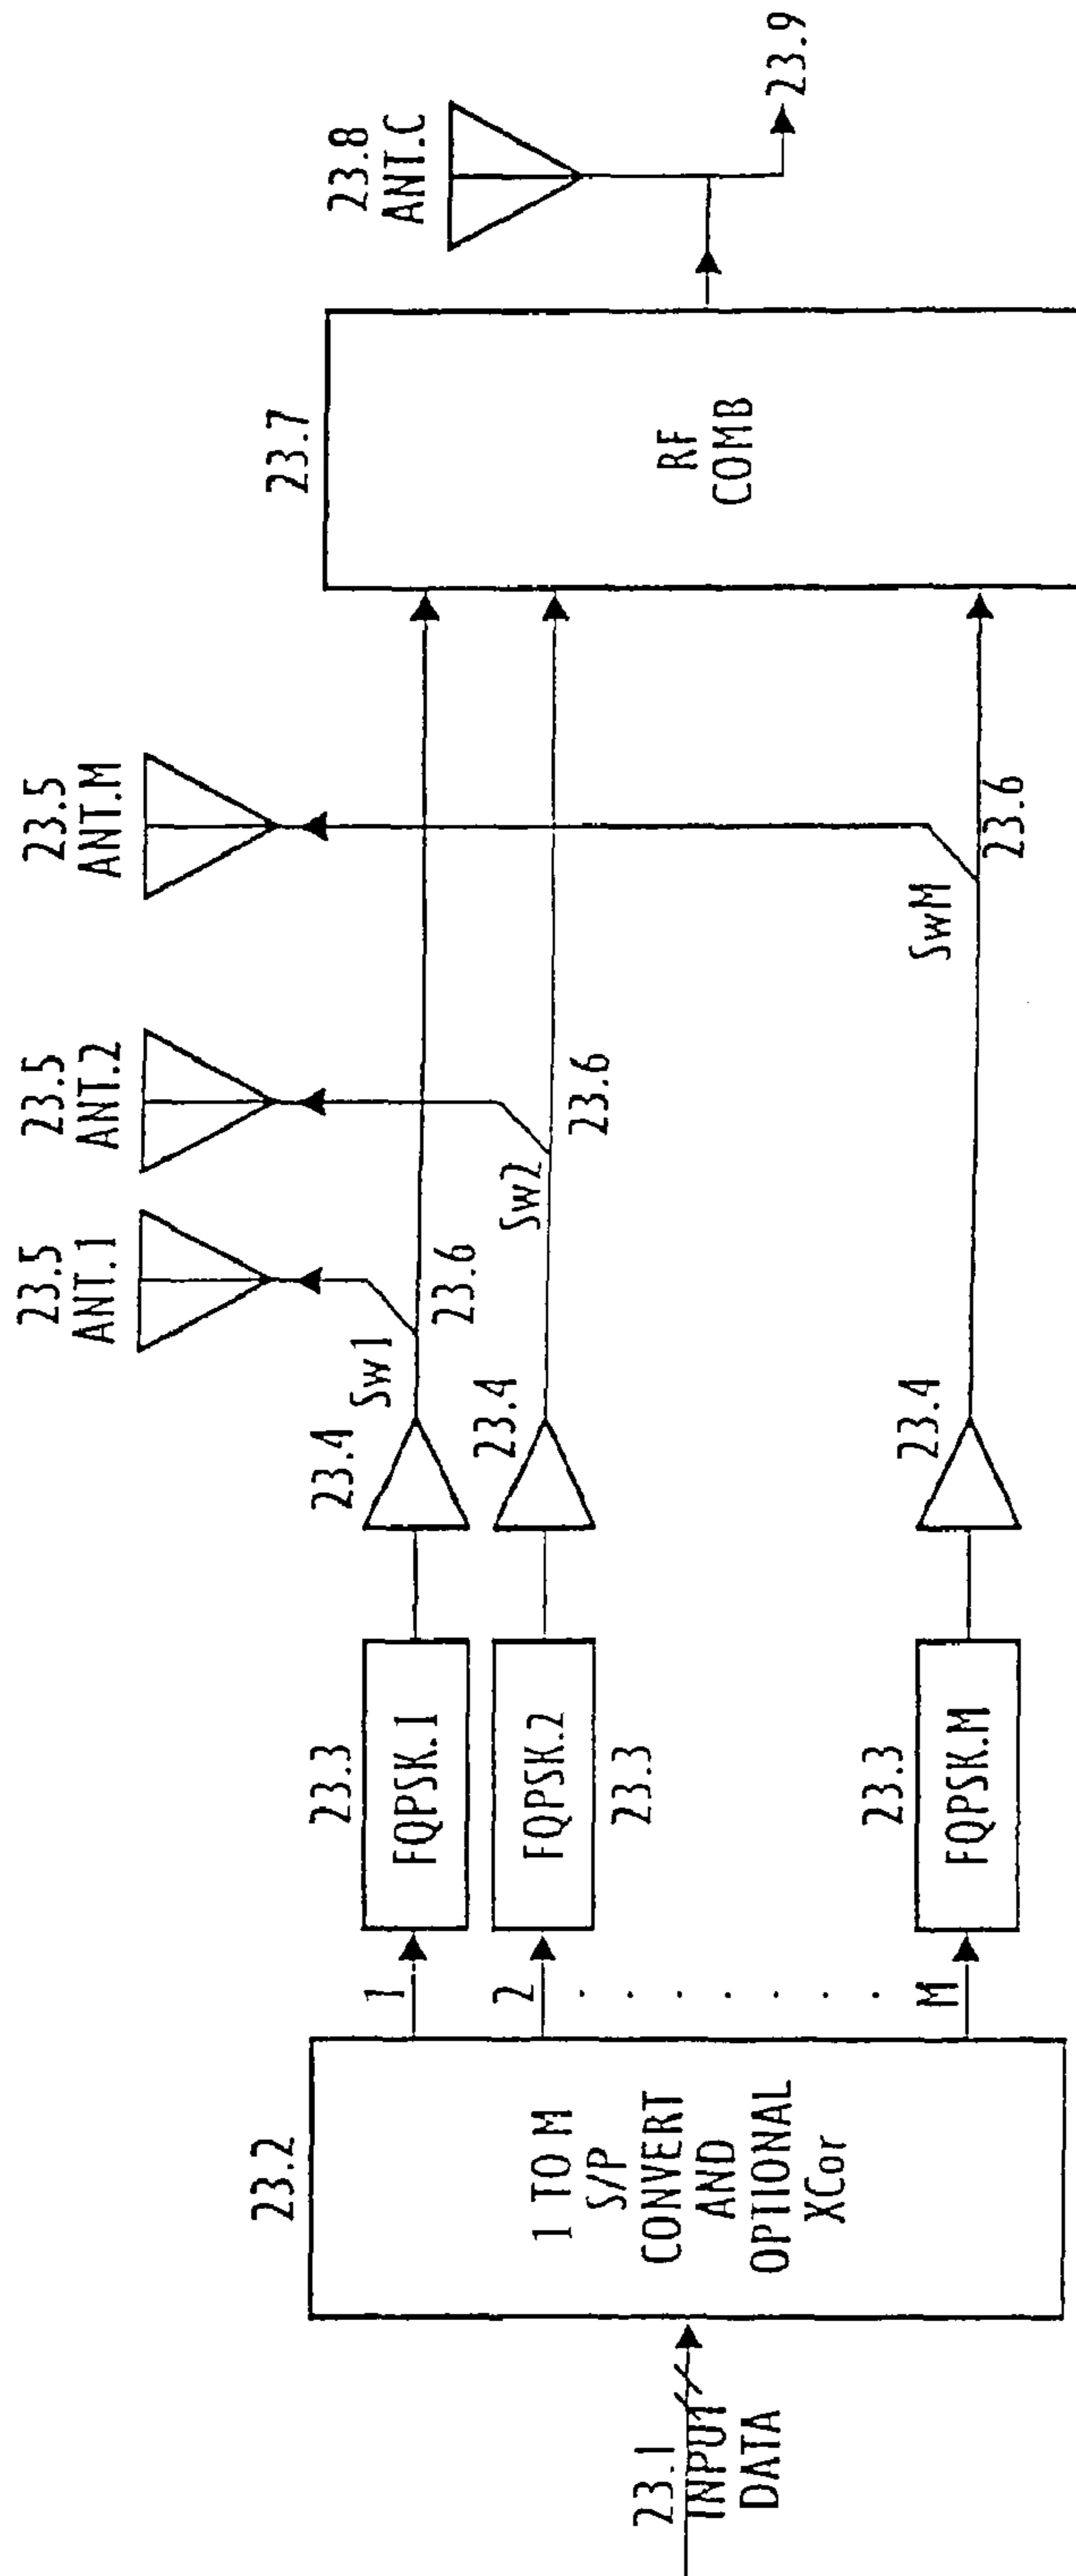 23.1
INPUT
DATA
23.2
1 TO M
S/P
CONVERT
AND
OPTIONAL
XCor
1
2
M
23.3
FQPSK.1
FQPSK.2
23.3
23.3
FQPSK.M
23.4
23.4
23.4
Sw1
23.6
Sw2
23.6
SwM
23.6
23.5
ANT.1
23.5
ANT.2
23.5
ANT.M
23.7
RF
COMB
23.8
ANT.C
23.9